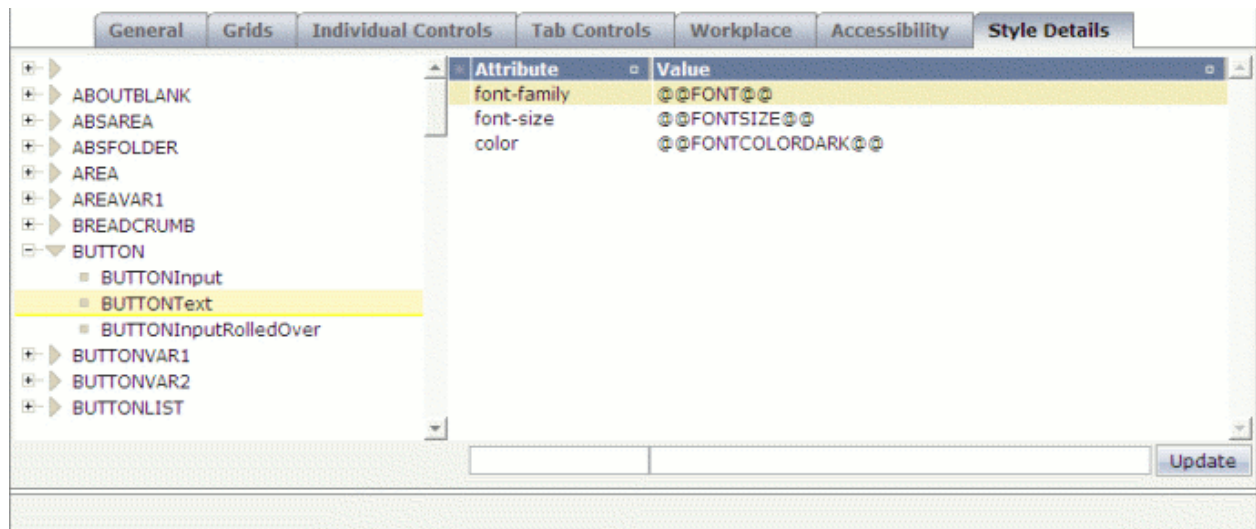 General Grids Individual Controls Tab Controls Workplace Accessibility Style Details
Attribute Value
ABOUTBLANK font-family @@FONT@@
ABSAREA font-size @@FONTSIZE@@
ABSFOLDER color @@FONTCOLORDARK@@
AREA
AREAVAR1
BREADCRUMB
BUTTON
BUTTONInput
BUTTONText
BUTTONInputRolledOver
BUTTONVAR1
BUTTONVAR2
BUTTONLIST
Update